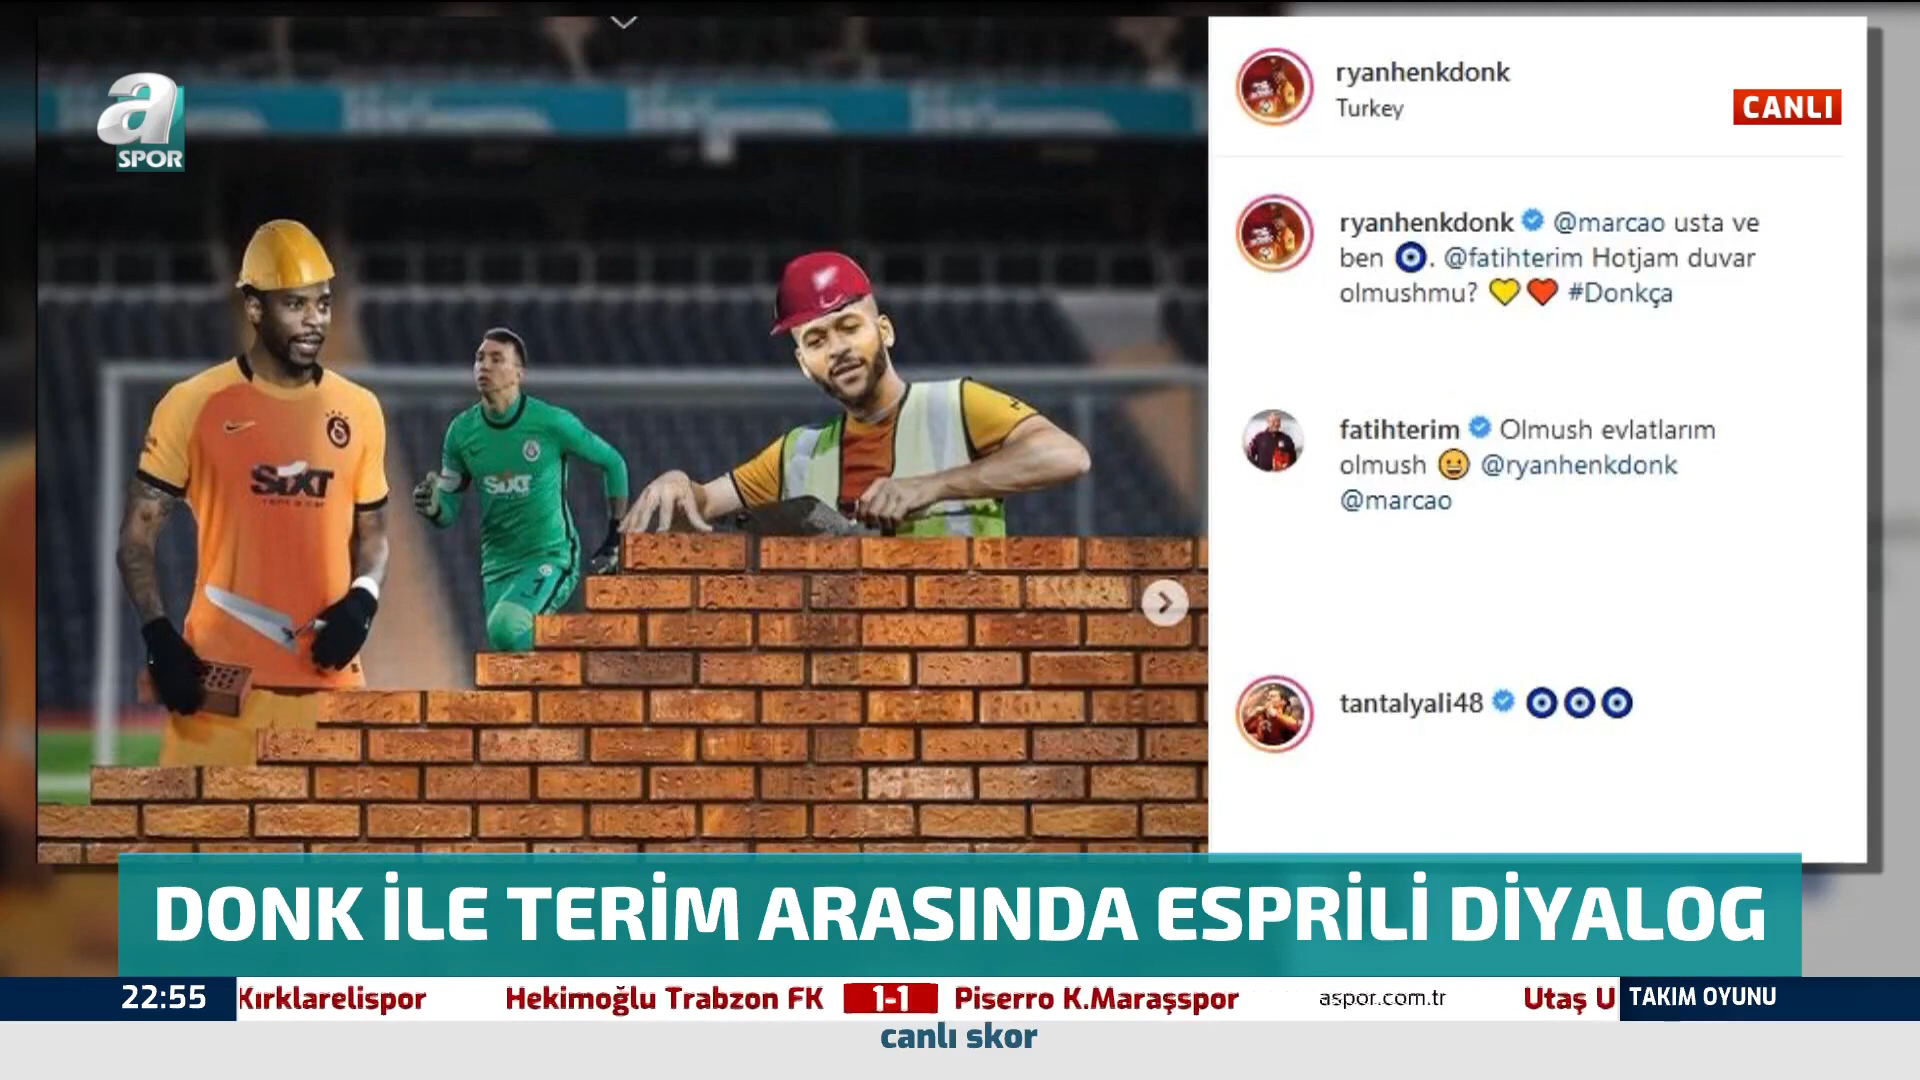 a
SPOR
SIXT
rent a car
SIXT
ryanhenkdonk
Turkey
CANLI
ryanhenkdonk @marcao usta ve
ben 🧿. @fatihterim Hotjam duvar
olmushmu? 💛 ❤️ #Donkça
fatihterim Olmush evlatlarım
olmush 😀 @ryanhenkdonk
@marcao
tantalyali48 🧿🧿🧿
DONK İLE TERİM ARASINDA ESPRİLİ DİYALOG
22:55 Kırklarelispor Hekimoğlu Trabzon FK 1-1 Piserro K.Maraşspor aspor.com.tr Utaş U TAKIM OYUNU
canlı skor